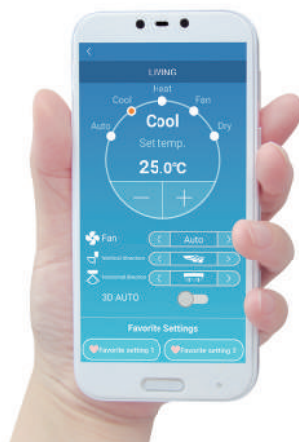 LIVING
Heat
Cool
Fan
Auto
Dry
Cool
Set temp.
25.0°C
Fan
Auto
Vertical direction
Horizontal direction
3D AUTO
Favorite Settings
Favorite setting 1
Favorite setting 2